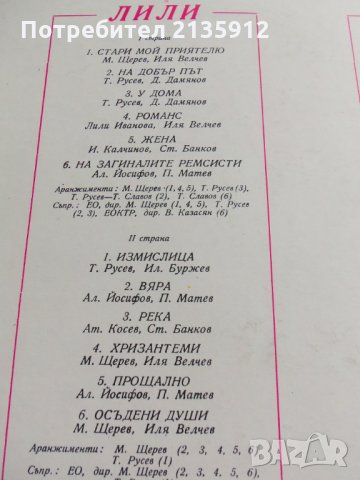 Потребител 2135912
ЛИЛИ
I страна
1. СТАРИ МОЙ ПРИЯТЕЛЮ
М. Щерев, Иля Велчев
2. НА ДОБЪР ПЪТ
Т. Русев, Д. Дамянов
3. У ДОМА
Т. Русев, Д. Дамянов
4. РОМАНС
Лили Иванова, Иля Велчев
5. ЖЕНА
И. Калчинов, Ст. Банков
6. НА ЗАГИНАЛИТЕ РЕМСИСТИ
Ал. Йосифов, П. Матев
Аранжименти: М. Щерев (1, 4, 5), Т. Русев (3),
Т. Русев—Т. Славов (2), Т. Славов (6)
Съпр.: ЕО, дир. М. Щерев (1, 4, 5), Т. Русев
(2, 3), ЕОКТР, дир. В. Казасян (6)
II страна
1. ИЗМИСЛИЦА
Т. Русев, Ил. Буржев
2. ВЯРА
Ал. Йосифов, П. Матев
3. РЕКА
Ат. Косев, Ст. Банков
4. ХРИЗАНТЕМИ
М. Щерев, Иля Велчев
5. ПРОЩАЛНО
Ал. Йосифов, П. Матев
6. ОСЪДЕНИ ДУШИ
М. Щерев, Иля Велчев
Аранжименти: М. Щерев (2, 3, 4, 5, 6)
Т. Русев (1)
Съпр.: ЕО, дир. М. Щерев (2, 3, 4, 5, 6),
bazar